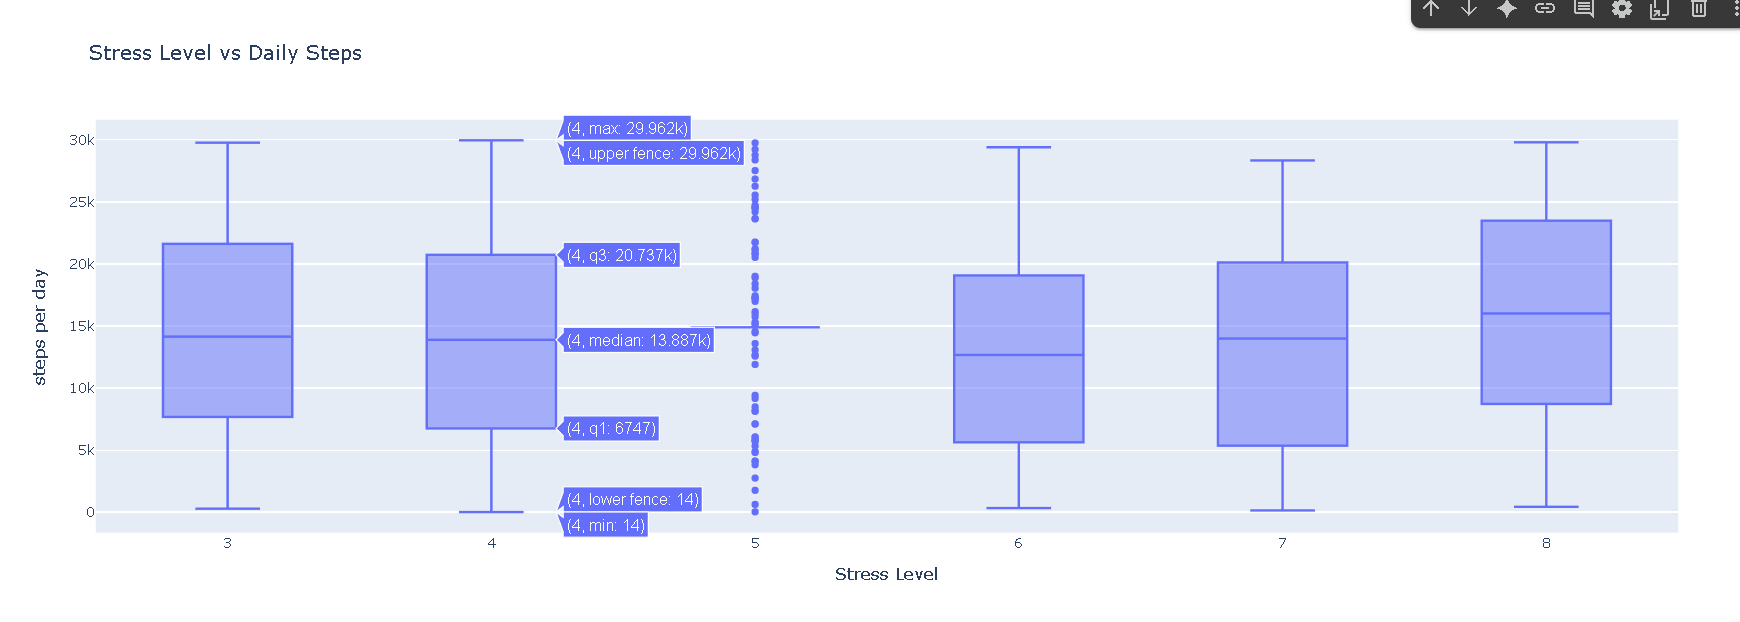 Stress Level vs Daily Steps
30k
25k
20k
15k
10k
5k
0
steps per day
(4, max: 29.962k)
(4, upper fence: 29.962k)
(4, q3: 20.737k)
(4, median: 13.887k)
(4, q1: 6747)
(4, lower fence: 14)
(4, min: 14)
3 4 5 6 7 8
Stress Level